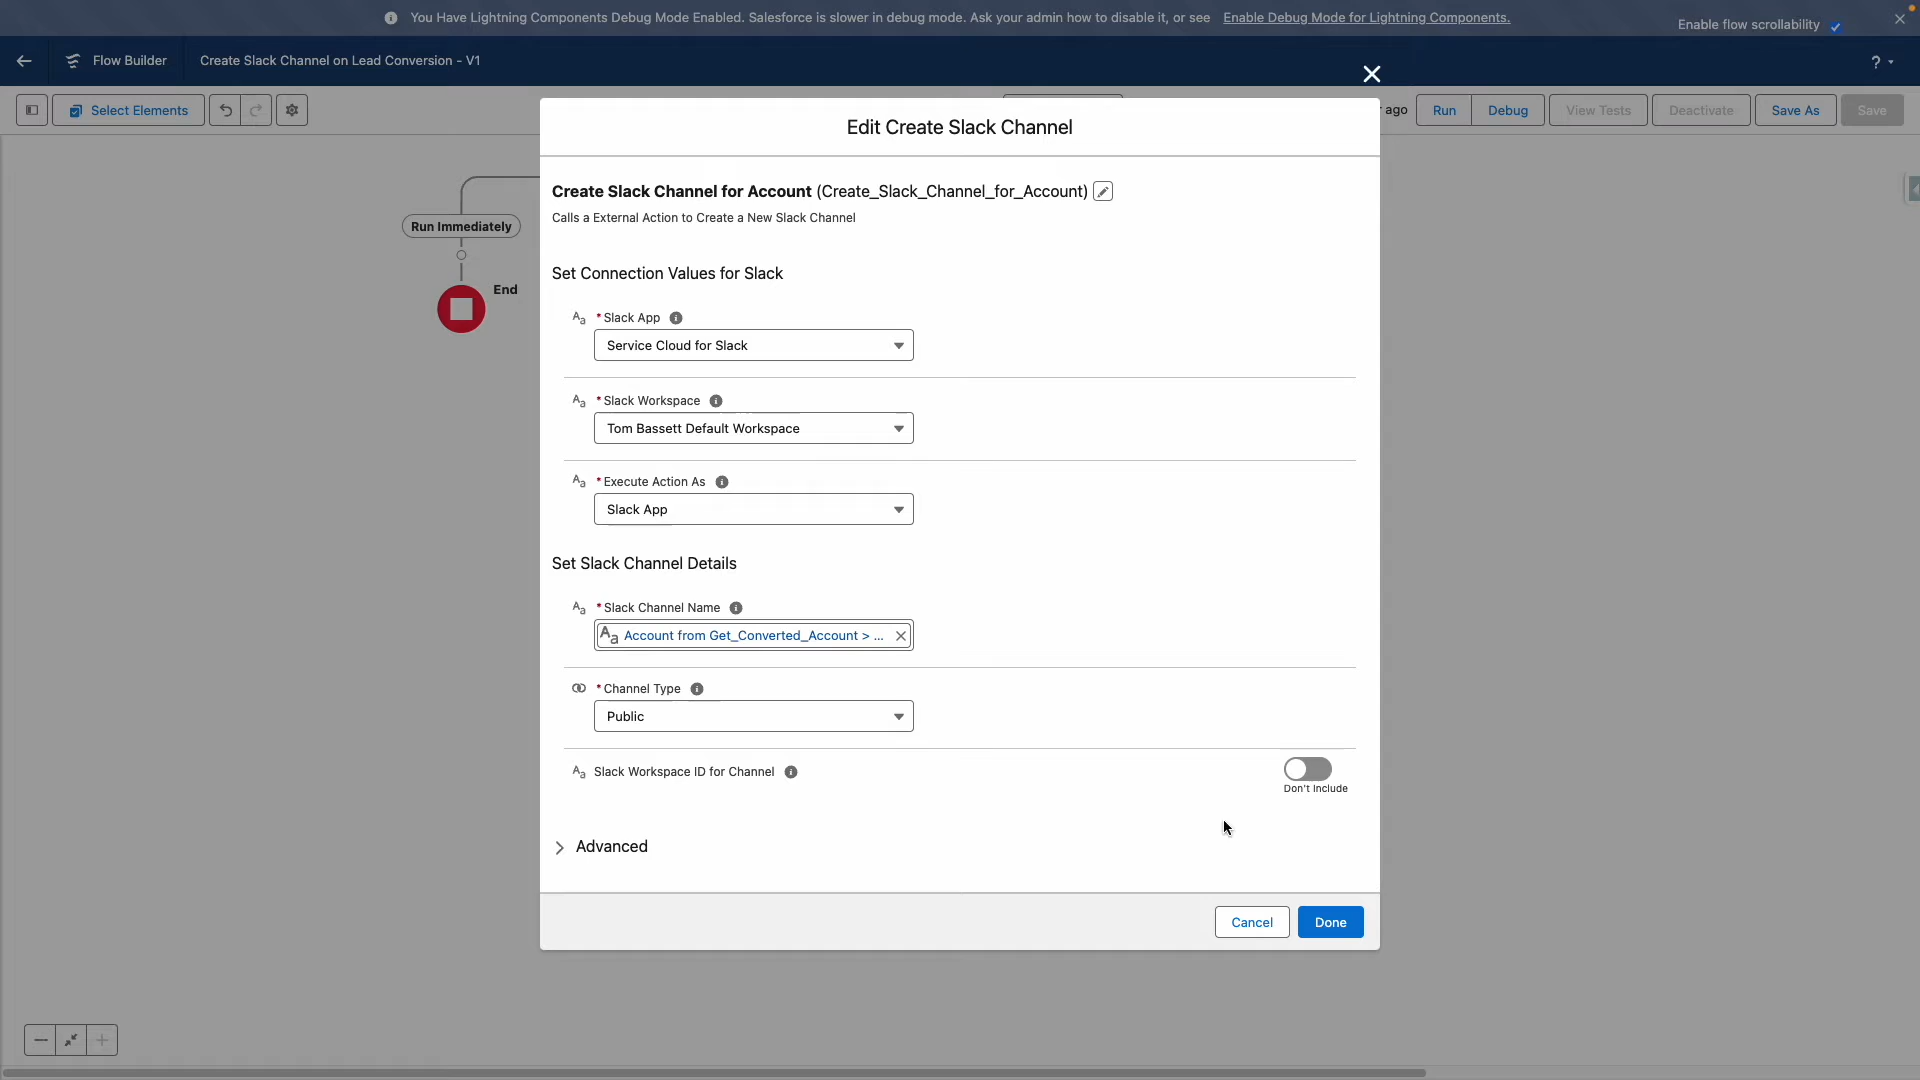 You Have Lightning Components Debug Mode Enabled. Salesforce is slower in debug mode. Ask your admin how to disable it, or see Enable Debug Mode for Lightning Components.
Enable flow scrollability
Flow Builder
Create Slack Channel on Lead Conversion - V1
?
Select Elements
ago
Run
Debug
View Tests
Deactivate
Save As
Save
Run Immediately
End
Edit Create Slack Channel
Create Slack Channel for Account (Create_Slack_Channel_for_Account)
Calls a External Action to Create a New Slack Channel
Set Connection Values for Slack
Aa *Slack App
Service Cloud for Slack
Aa *Slack Workspace
Tom Bassett Default Workspace
Aa *Execute Action As
Slack App
Set Slack Channel Details
Aa *Slack Channel Name
Aa Account from Get_Converted_Account > ...
*Channel Type
Public
Aa Slack Workspace ID for Channel
Don't Include
Advanced
Cancel
Done